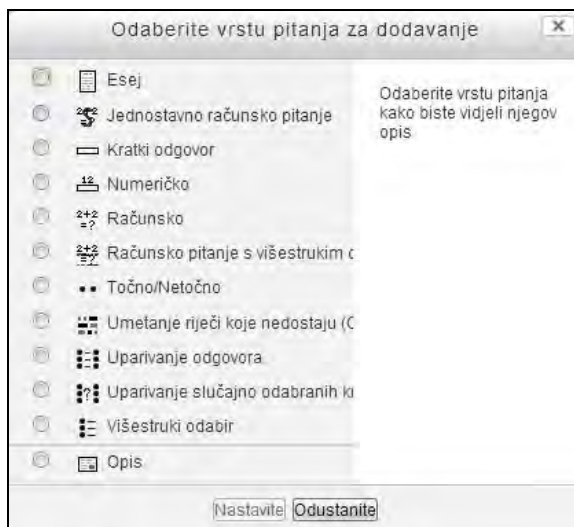 Odaberite vrstu pitanja za dodavanje
Esej
Jednostavno računsko pitanje
Kratki odgovor
Numeričko
Računsko
Računsko pitanje s višestrukim o
Točno/Netočno
Umetanje riječi koje nedostaju (C
Uparivanje odgovora
Uparivanje slučajno odabranih
Višestruki odabir
Opis
Odaberite vrstu pitanja
kako biste vidjeli njegov
opis
Nastavite Odustanite